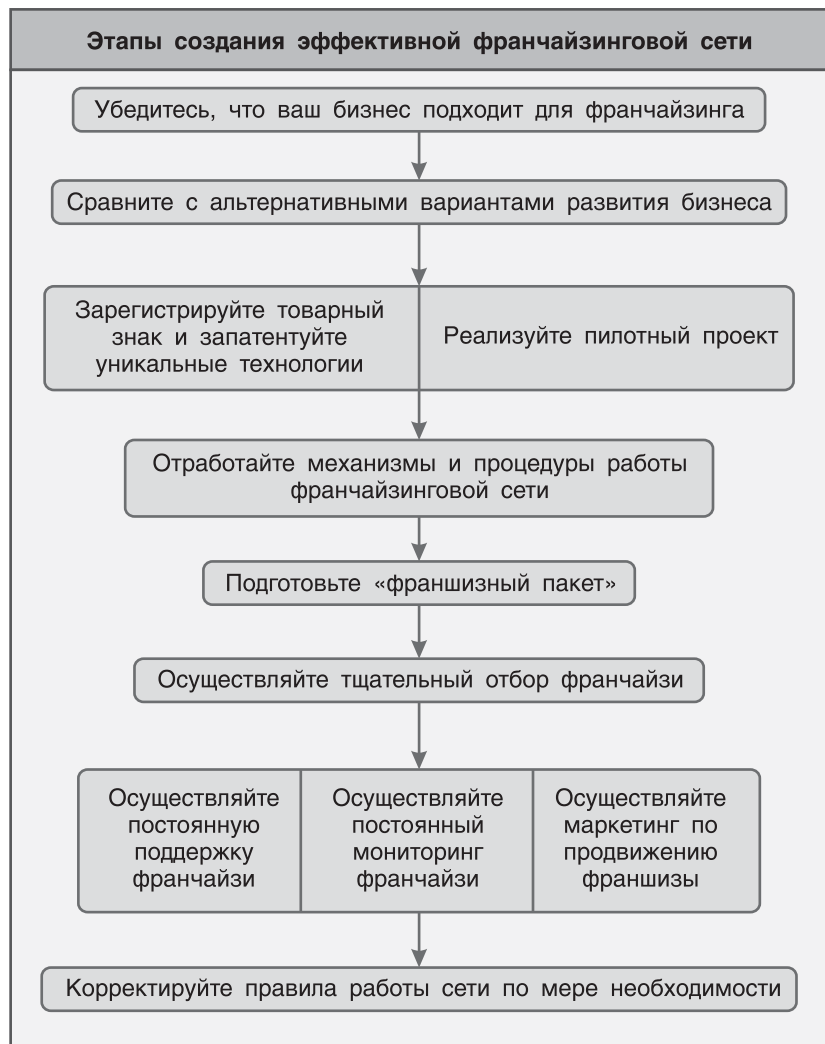 Этапы создания эффективной франчайзинговой сети
Убедитесь, что ваш бизнес подходит для франчайзинга
Сравните с альтернативными вариантами развития бизнеса
Зарегистрируйте товарный
знак и запатентуйте
уникальные технологии
Реализуйте пилотный проект
Отработайте механизмы и процедуры работы
франчайзинговой сети
Подготовьте «франшизный пакет»
Осуществляйте тщательный отбор франчайзи
Осуществляйте
постоянную
поддержку
франчайзи
Осуществляйте
постоянный
мониторинг
франчайзи
Осуществляйте
маркетинг по
продвижению
франшизы
Корректируйте правила работы сети по мере необходимости